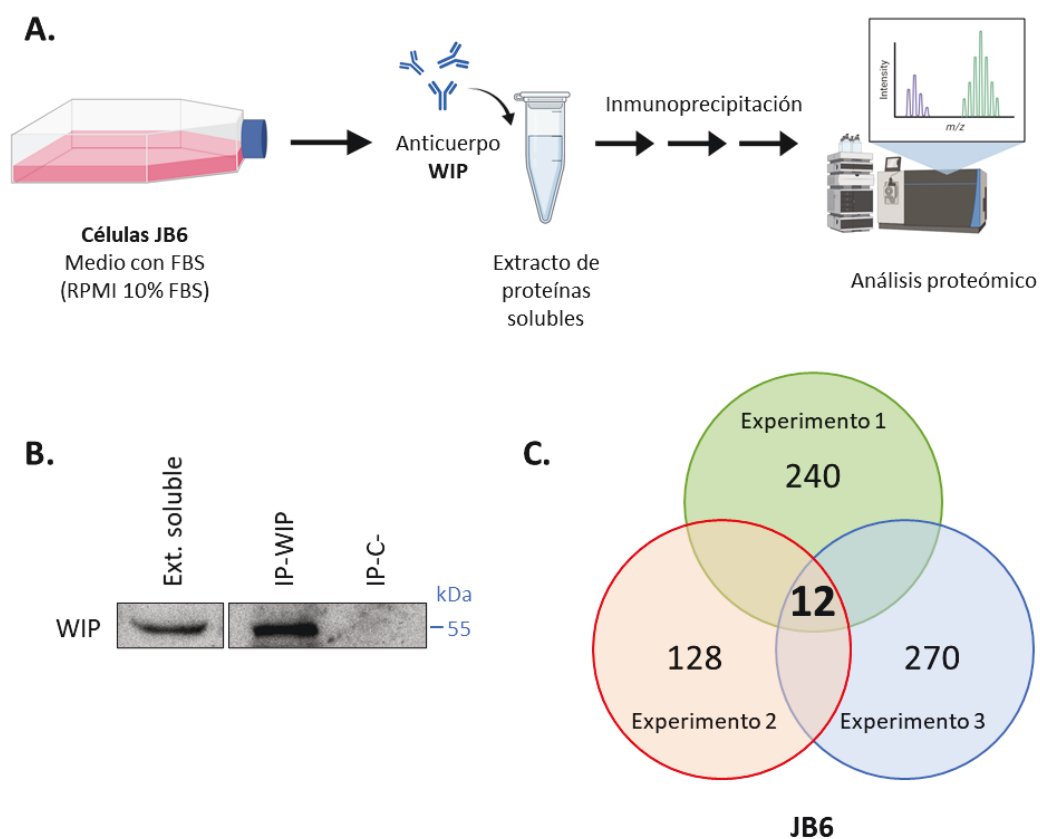 A.
Anticuerpo
WIP
Inmunoprecipitación
Intensity
m/z
Células JB6
Medio con FBS
(RPMI 10% FBS)
Extracto de
proteínas
solubles
Análisis proteómico
B.
Ext. soluble
IP-WIP
IP-C-
kDa
WIP
55
C.
Experimento 1
240
12
128
270
Experimento 2
Experimento 3
JB6